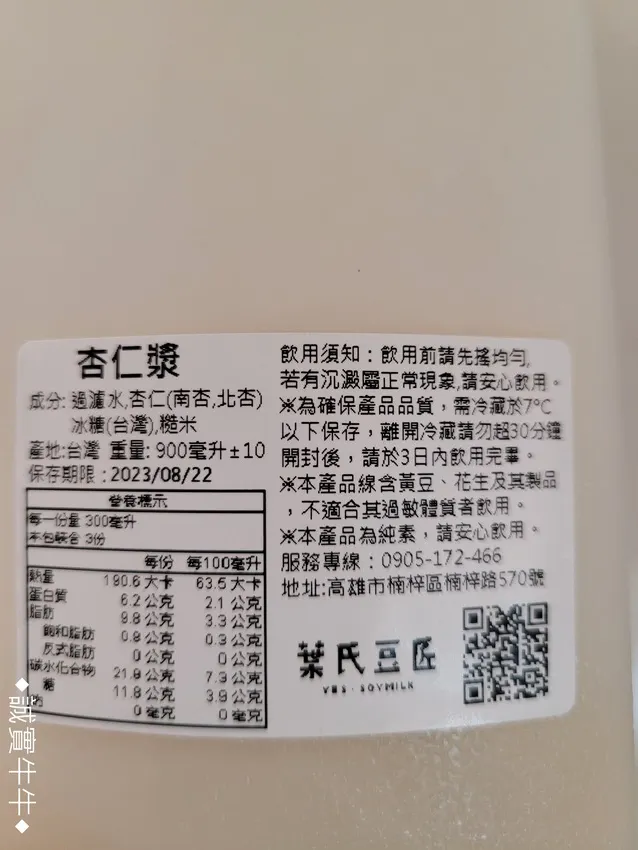 杏仁漿
成分: 過濾水,杏仁(南杏,北杏)
冰糖(台灣),糙米
產地:台灣 重量: 900毫升±10
保存期限 : 2023/08/22
營養標示
每一份量 300毫升
本包裝含 3份
每份 每100毫升
熱量 190.6 大卡 63.5 大卡
蛋白質 6.2 公克 2.1 公克
脂肪 9.8 公克 3.3 公克
飽和脂肪 0.8 公克 0.3 公克
反式脂肪 0 公克 0 公克
碳水化合物 21.8 公克 7.3 公克
糖 11.8 公克 3.9 公克
鈉 0 毫克 0 毫克
飲用須知：飲用前請先搖均勻,
若有沉澱屬正常現象,請安心飲用。
※為確保產品品質，需冷藏於7°C
以下保存，離開冷藏請勿超30分鐘
開封後，請於3日內飲用完畢。
※本產品線含黃豆、花生及其製品
，不適合其過敏體質者飲用。
※本產品為純素，請安心飲用。
服務專線：0905-172-466
地址:高雄市楠梓區楠梓路570號
葉氏豆匠
YES · SOYMILK
◆誠實牛牛◆